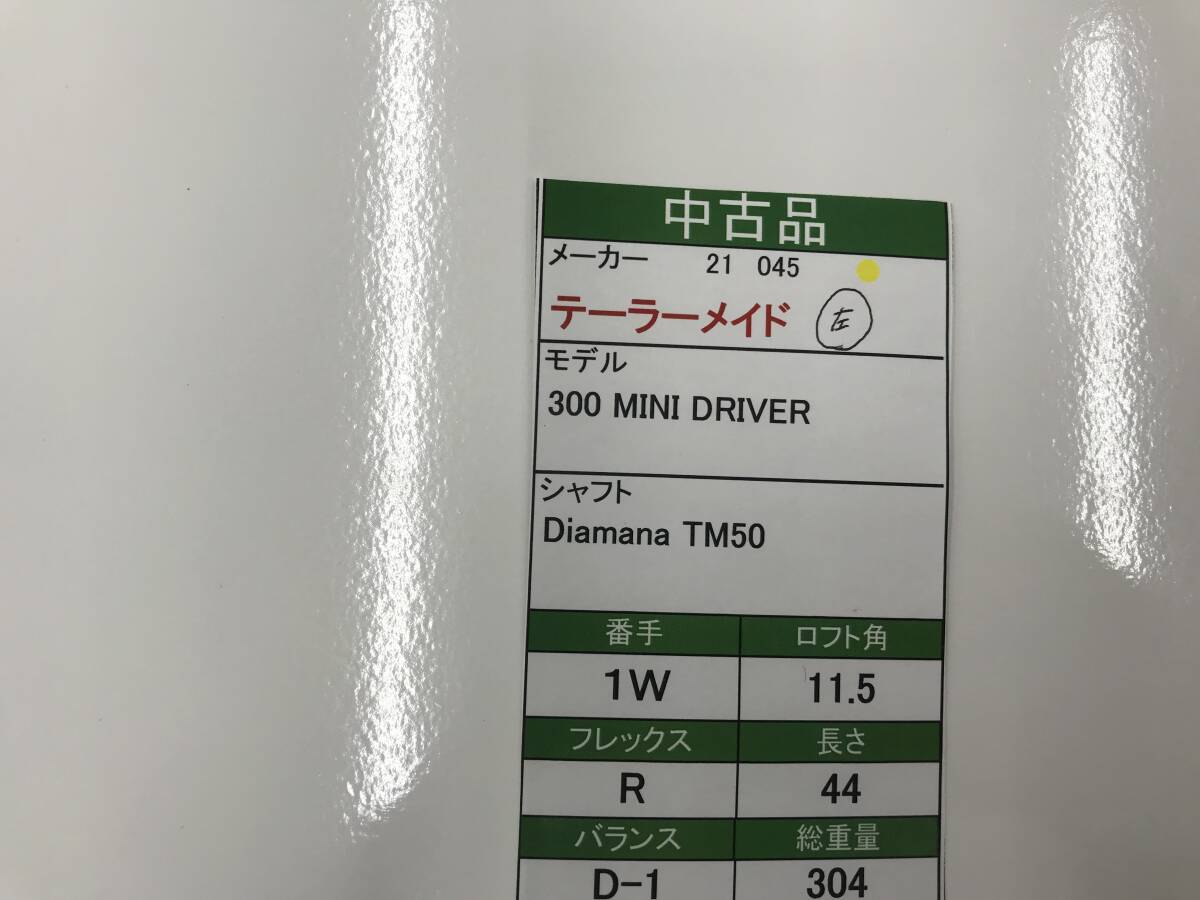 中古品
メーカー 21 045
テーラーメイド 左
モデル
300 MINI DRIVER
シャフト
Diamana TM50
番手 ロフト角
1W 11.5
フレックス 長さ
R 44
バランス 総重量
D-1 304